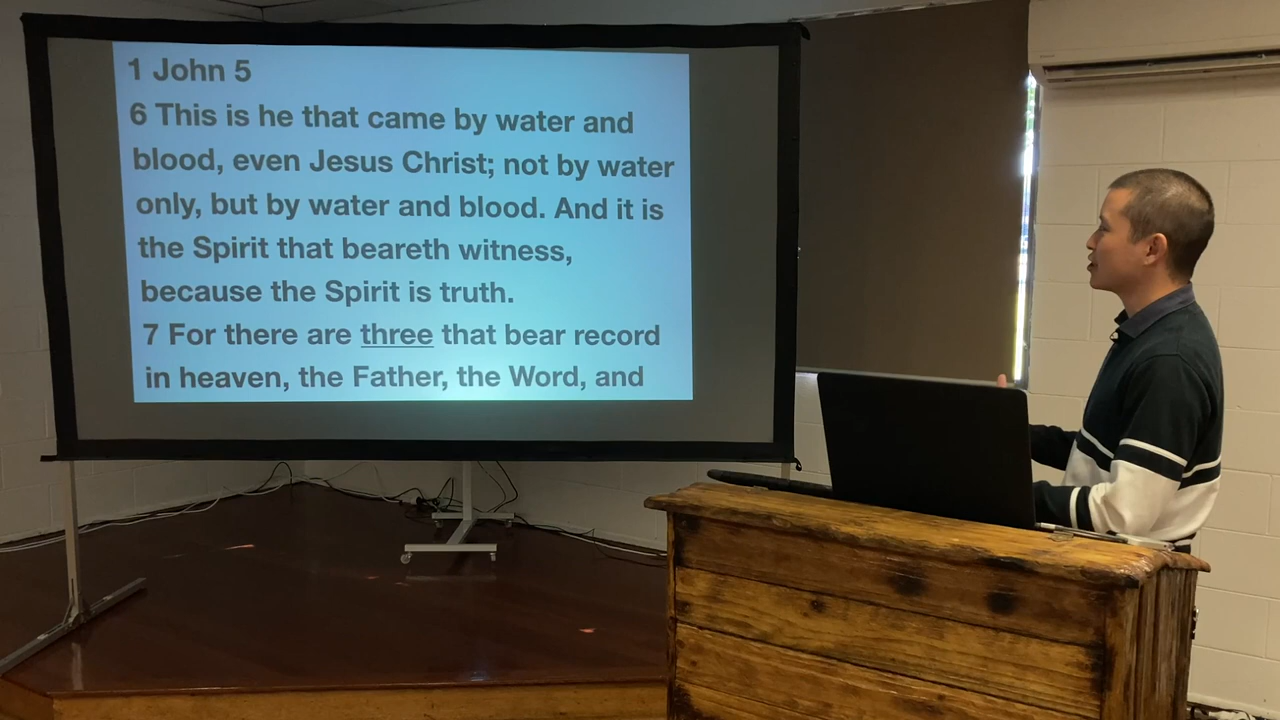 1 John 5
6 This is he that came by water and
blood, even Jesus Christ; not by water
only, but by water and blood. And it is
the Spirit that beareth witness,
because the Spirit is truth.
7 For there are three that bear record
in heaven, the Father, the Word, and